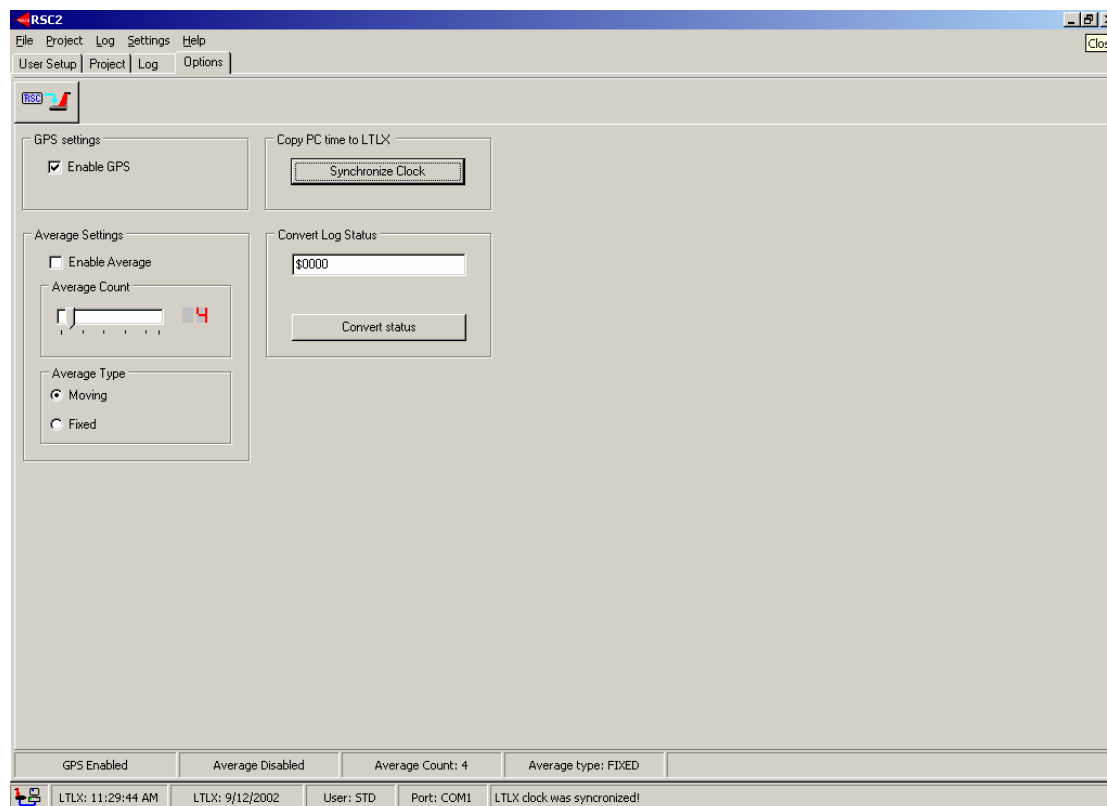 RSC2
File Project Log Settings Help
Clos
User Setup Project Log Options
RSC
GPS settings
Enable GPS
Copy PC time to LTLX
Synchronize Clock
Average Settings
Enable Average
Average Count
4
Average Type
Moving
Fixed
Convert Log Status
$0000
Convert status
GPS Enabled Average Disabled Average Count: 4 Average type: FIXED
LTLX: 11:29:44 AM LTLX: 9/12/2002 User: STD Port: COM1 LTLX clock was syncronized!